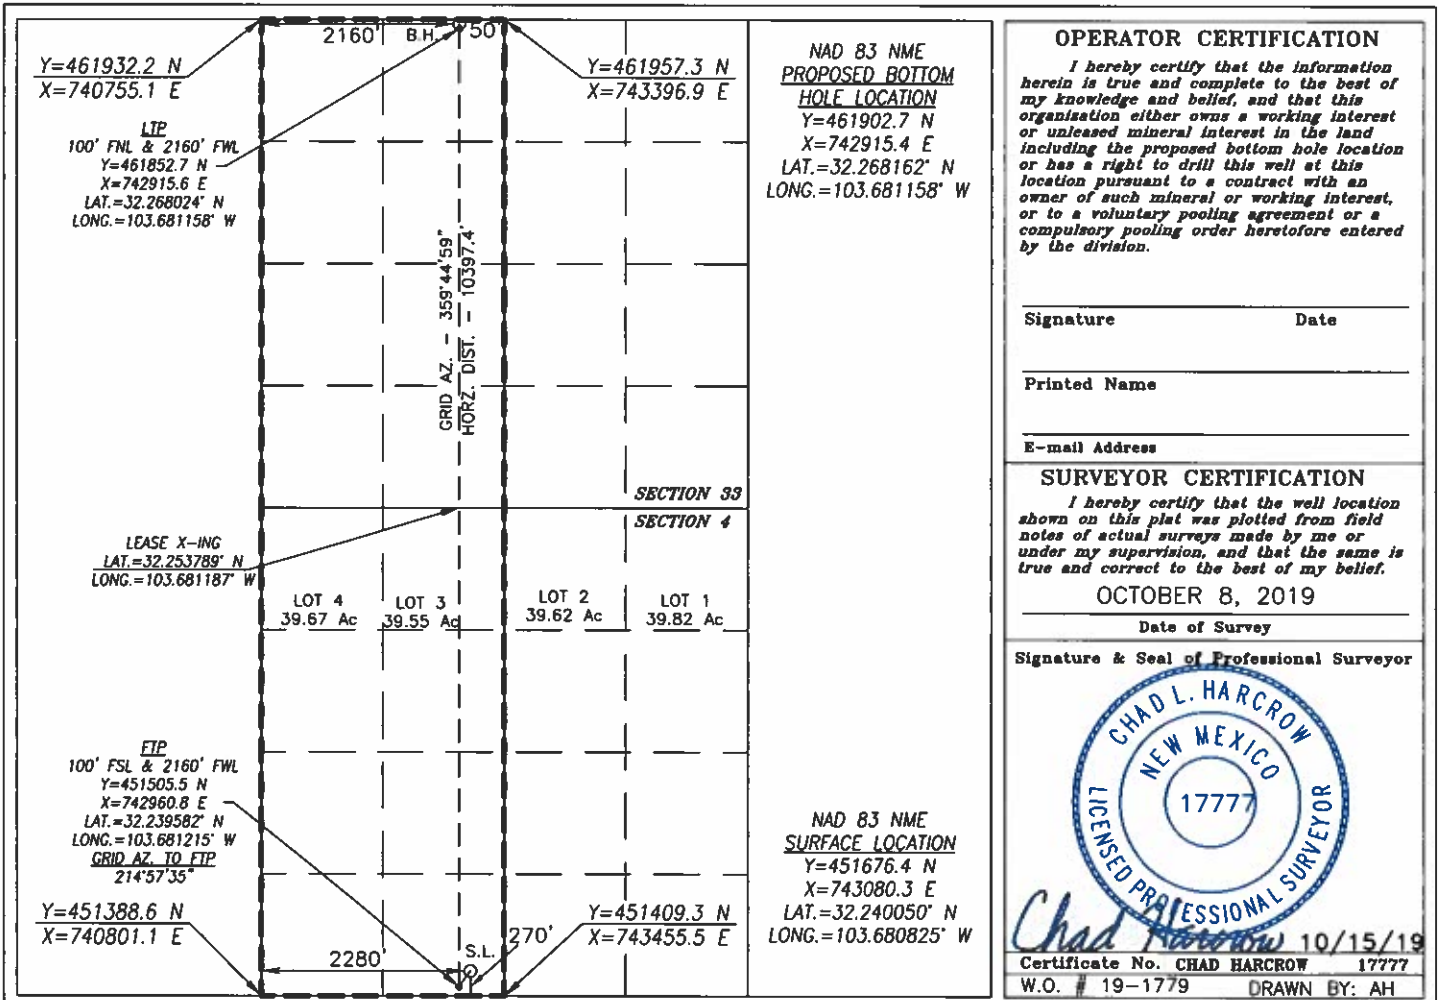 2160'
B.H.
50'
Y=461932.2 N
X=740755.1 E
Y=461957.3 N
X=743396.9 E
LTP
100' FNL & 2160' FWL
Y=461852.7 N
X=742915.6 E
LAT.=32.268024° N
LONG.=103.681158° W
GRID AZ. - 359°44'59"
HORZ. DIST. - 10397.4'
SECTION 33
SECTION 4
LEASE X-ING
LAT.=32.253789° N
LONG.=103.681187° W
LOT 4
39.67 Ac
LOT 3
39.55 Ac
LOT 2
39.62 Ac
LOT 1
39.82 Ac
FTP
100' FSL & 2160' FWL
Y=451505.5 N
X=742960.8 E
LAT.=32.239582° N
LONG.=103.681215° W
GRID AZ. TO FTP
214°57'35"
Y=451388.6 N
X=740801.1 E
Y=451409.3 N
X=743455.5 E
2280'
S.L.
270'
NAD 83 NME
PROPOSED BOTTOM
HOLE LOCATION
Y=461902.7 N
X=742915.4 E
LAT.=32.268162° N
LONG.=103.681158° W
NAD 83 NME
SURFACE LOCATION
Y=451676.4 N
X=743080.3 E
LAT.=32.240050° N
LONG.=103.680825° W
OPERATOR CERTIFICATION
I hereby certify that the information
herein is true and complete to the best of
my knowledge and belief, and that this
organization either owns a working interest
or unleased mineral interest in the land
including the proposed bottom hole location
or has a right to drill this well at this
location pursuant to a contract with an
owner of such mineral or working interest,
or to a voluntary pooling agreement or a
compulsory pooling order heretofore entered
by the division.
Signature Date
Printed Name
E-mail Address
SURVEYOR CERTIFICATION
I hereby certify that the well location
shown on this plat was plotted from field
notes of actual surveys made by me or
under my supervision, and that the same is
true and correct to the best of my belief.
OCTOBER 8, 2019
Date of Survey
Signature & Seal of Professional Surveyor
CHAD L. HARCROW
NEW MEXICO
17777
LICENSED PROFESSIONAL SURVEYOR
Chad Harcrow 10/15/19
Certificate No. CHAD HARCROW 17777
W.O. # 19-1779 DRAWN BY: AH